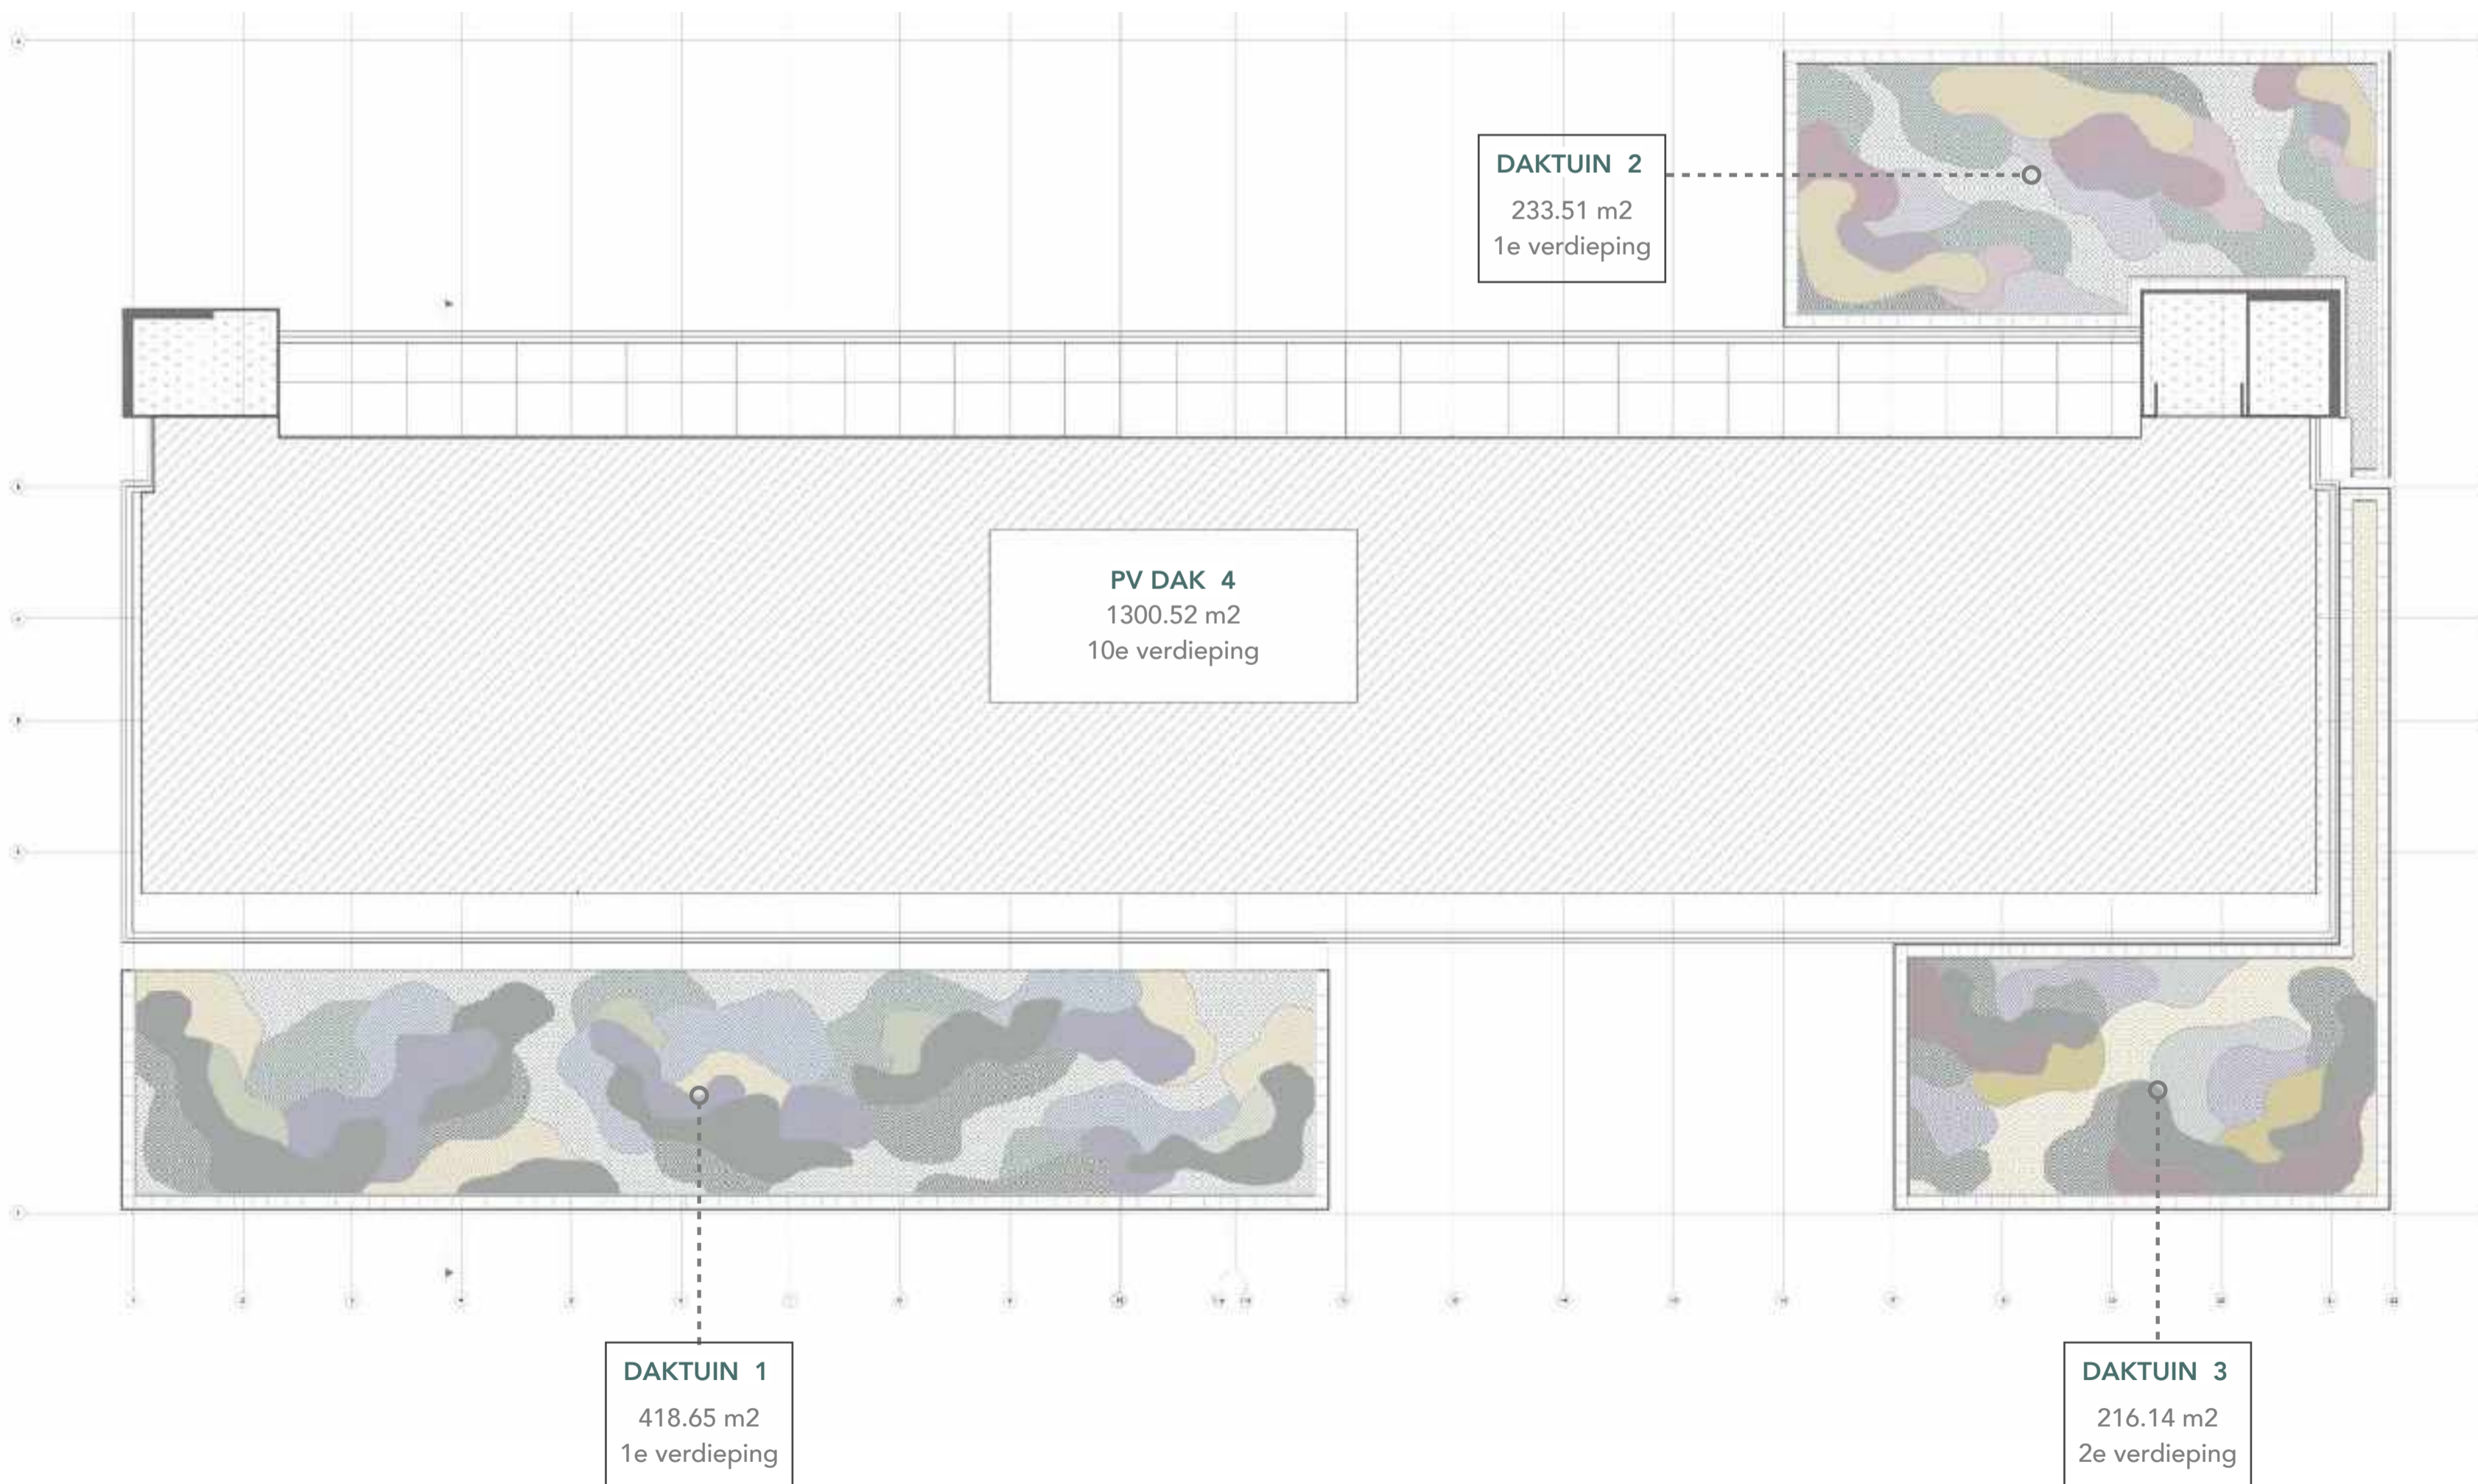 DAKTUIN 2
233.51 m2
1e verdieping
PV DAK 4
1300.52 m2
10e verdieping
DAKTUIN 1
418.65 m2
1e verdieping
DAKTUIN 3
216.14 m2
2e verdieping